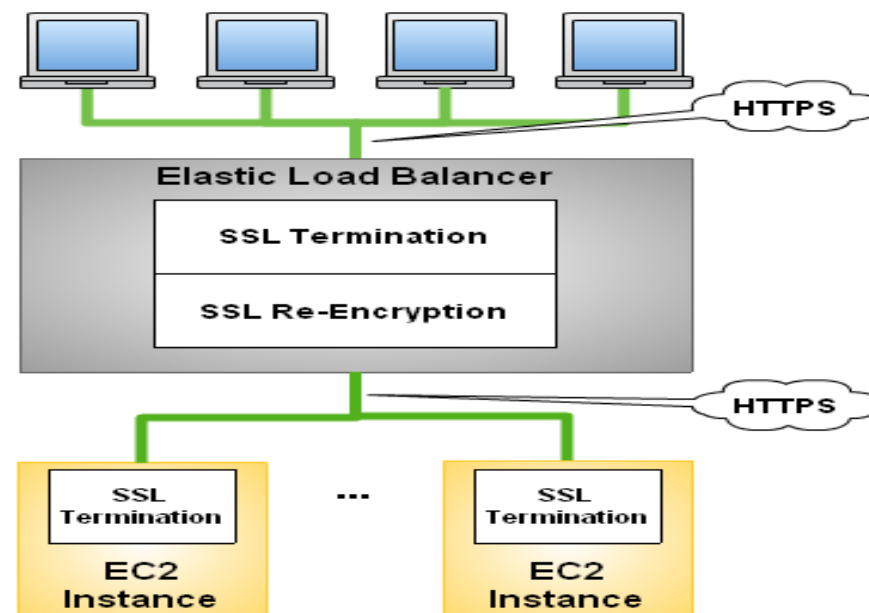 HTTPS
Elastic Load Balancer
SSL Termination
SSL Re-Encryption
HTTPS
SSL
Termination
EC2
Instance
...
SSL
Termination
EC2
Instance